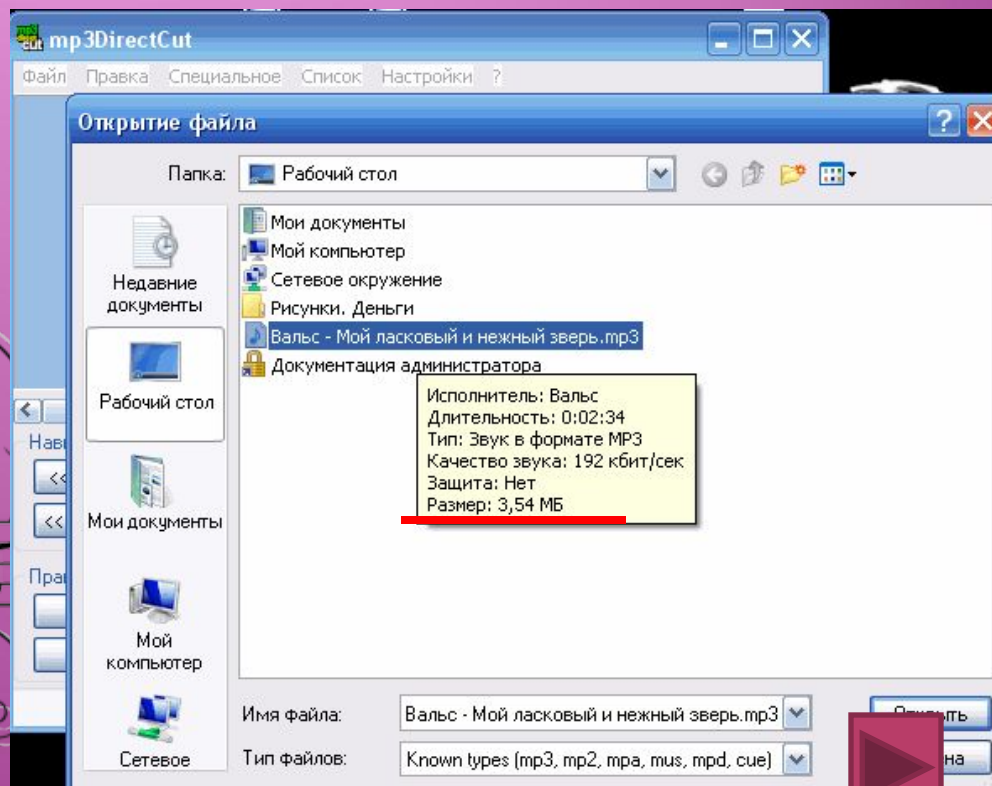 mp3DirectCut
Файл Правка Специальное Список Настройки ?
Открытие файла
Папка: Рабочий стол
Недавние документы
Рабочий стол
Мои документы
Мой компьютер
Сетевое
Мои документы
Мой компьютер
Сетевое окружение
Рисунки. Деньги
Вальс - Мой ласковый и нежный зверь.mp3
Документация администратора
Исполнитель: Вальс
Длительность: 0:02:34
Тип: Звук в формате MP3
Качество звука: 192 кбит/сек
Защита: Нет
Размер: 3,54 МБ
<<
<<
Имя файла: Вальс - Мой ласковый и нежный зверь.mp3
Тип файлов: Known types (mp3, mp2, mpa, mus, mpd, cue)